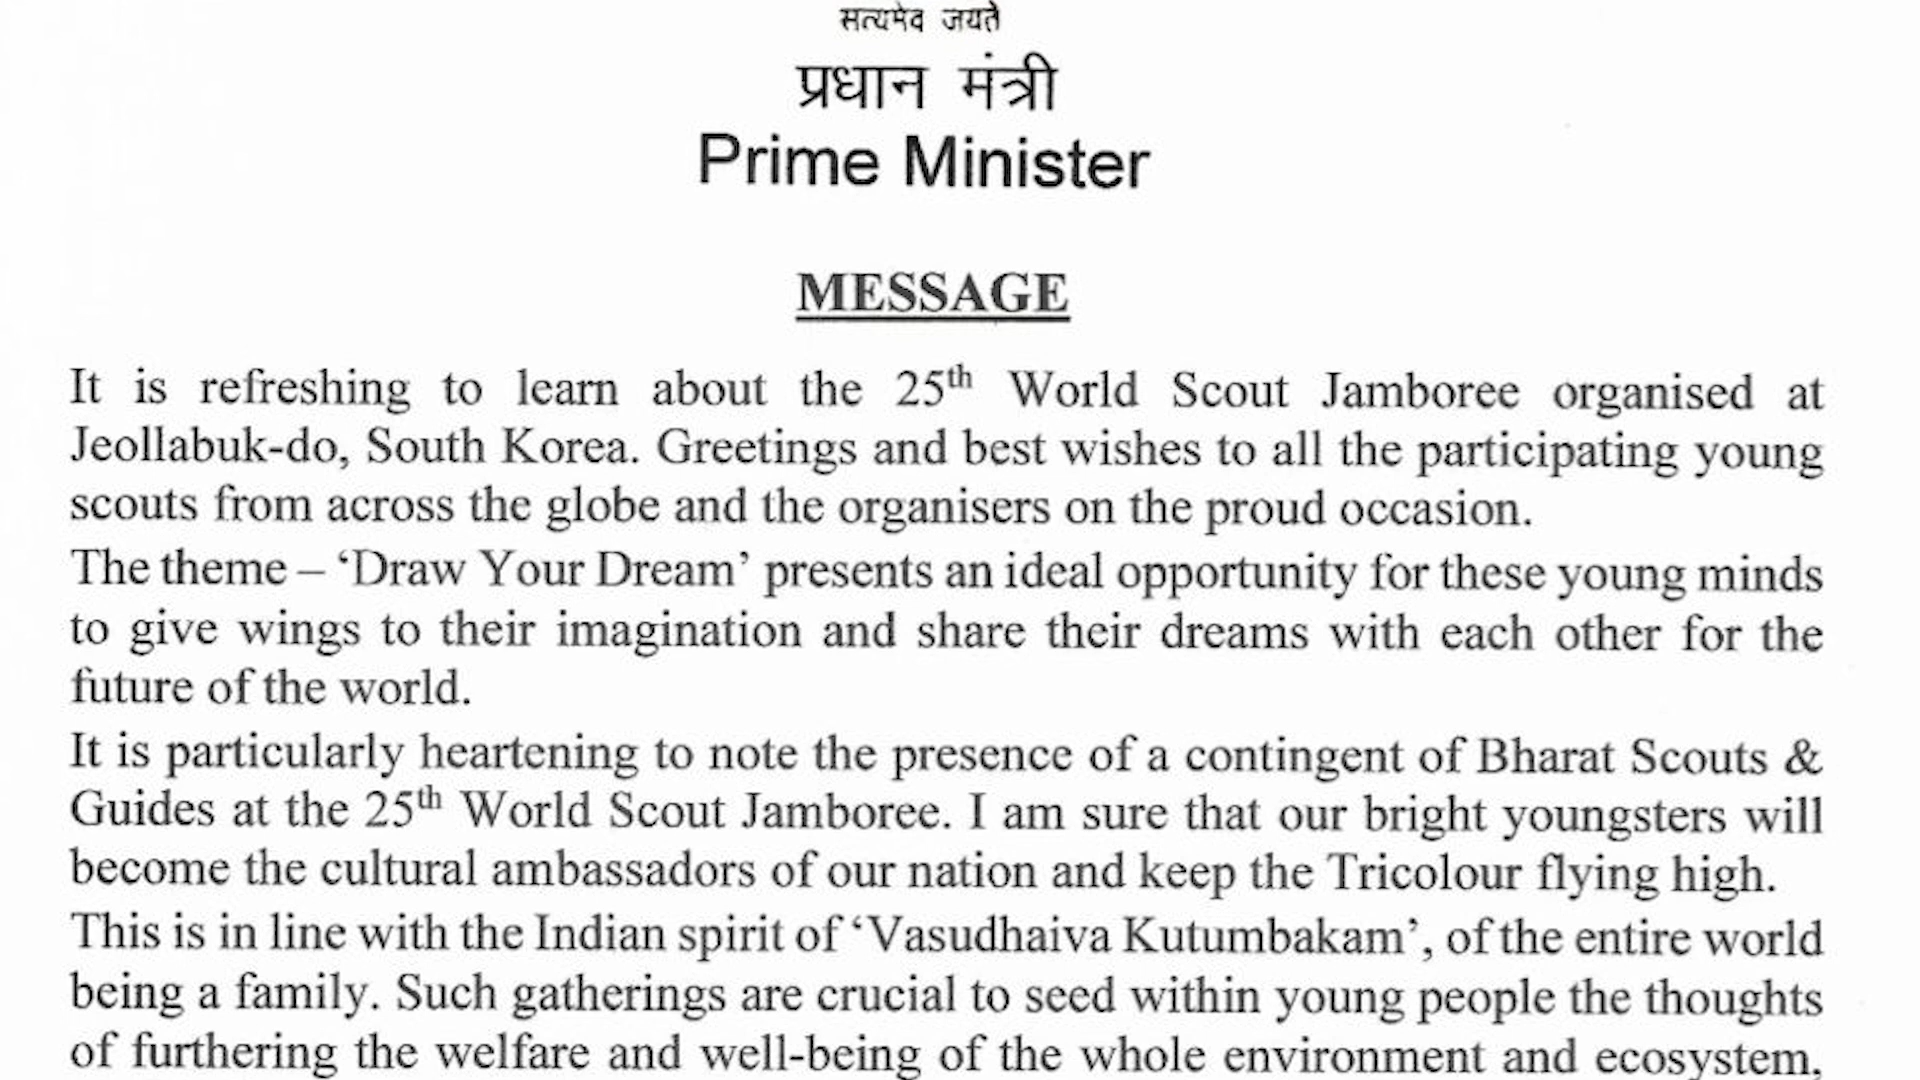 सत्यमेव जयते
प्रधान मंत्री
Prime Minister
MESSAGE
It is refreshing to learn about the 25th World Scout Jamboree organised at
Jeollabuk-do, South Korea. Greetings and best wishes to all the participating young
scouts from across the globe and the organisers on the proud occasion.
The theme – ‘Draw Your Dream’ presents an ideal opportunity for these young minds
to give wings to their imagination and share their dreams with each other for the
future of the world.
It is particularly heartening to note the presence of a contingent of Bharat Scouts &
Guides at the 25th World Scout Jamboree. I am sure that our bright youngsters will
become the cultural ambassadors of our nation and keep the Tricolour flying high.
This is in line with the Indian spirit of ‘Vasudhaiva Kutumbakam’, of the entire world
being a family. Such gatherings are crucial to seed within young people the thoughts
of furthering the welfare and well-being of the whole environment and ecosystem,